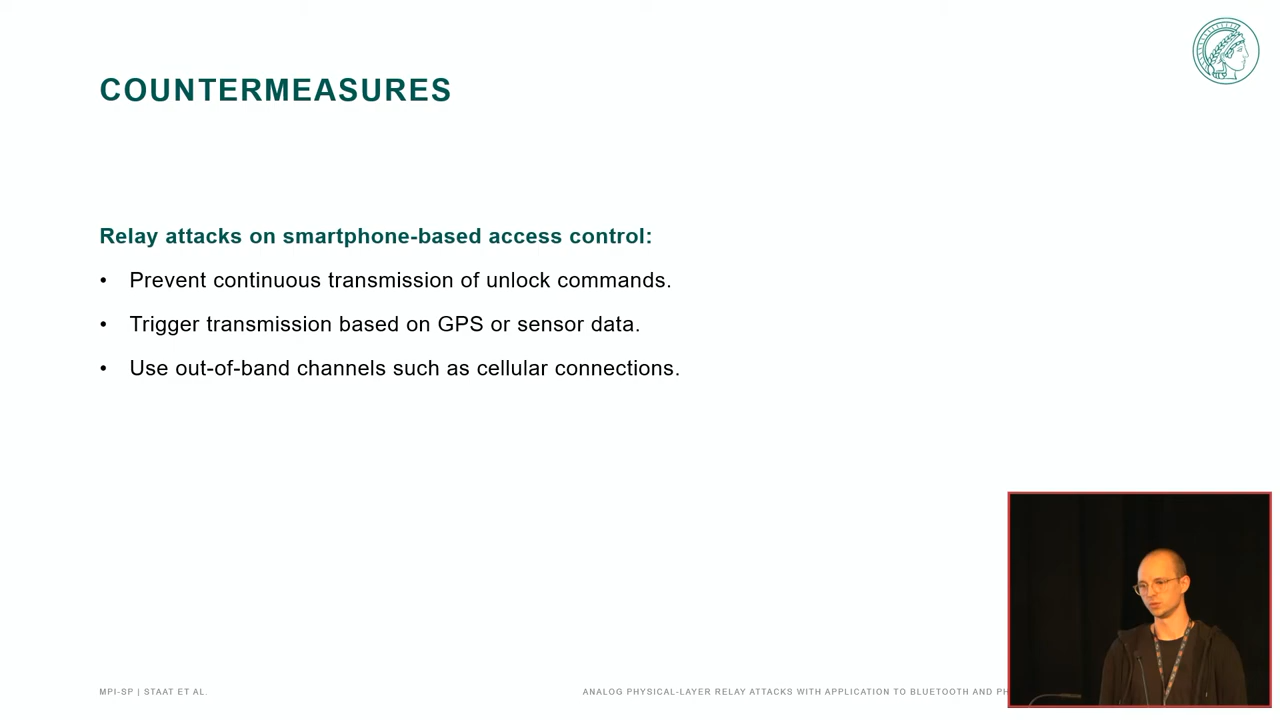 COUNTERMEASURES
Relay attacks on smartphone-based access control:
• Prevent continuous transmission of unlock commands.
• Trigger transmission based on GPS or sensor data.
• Use out-of-band channels such as cellular connections.
MPI-SP | STAAT ET AL.
ANALOG PHYSICAL-LAYER RELAY ATTACKS WITH APPLICATION TO BLUETOOTH AND PH